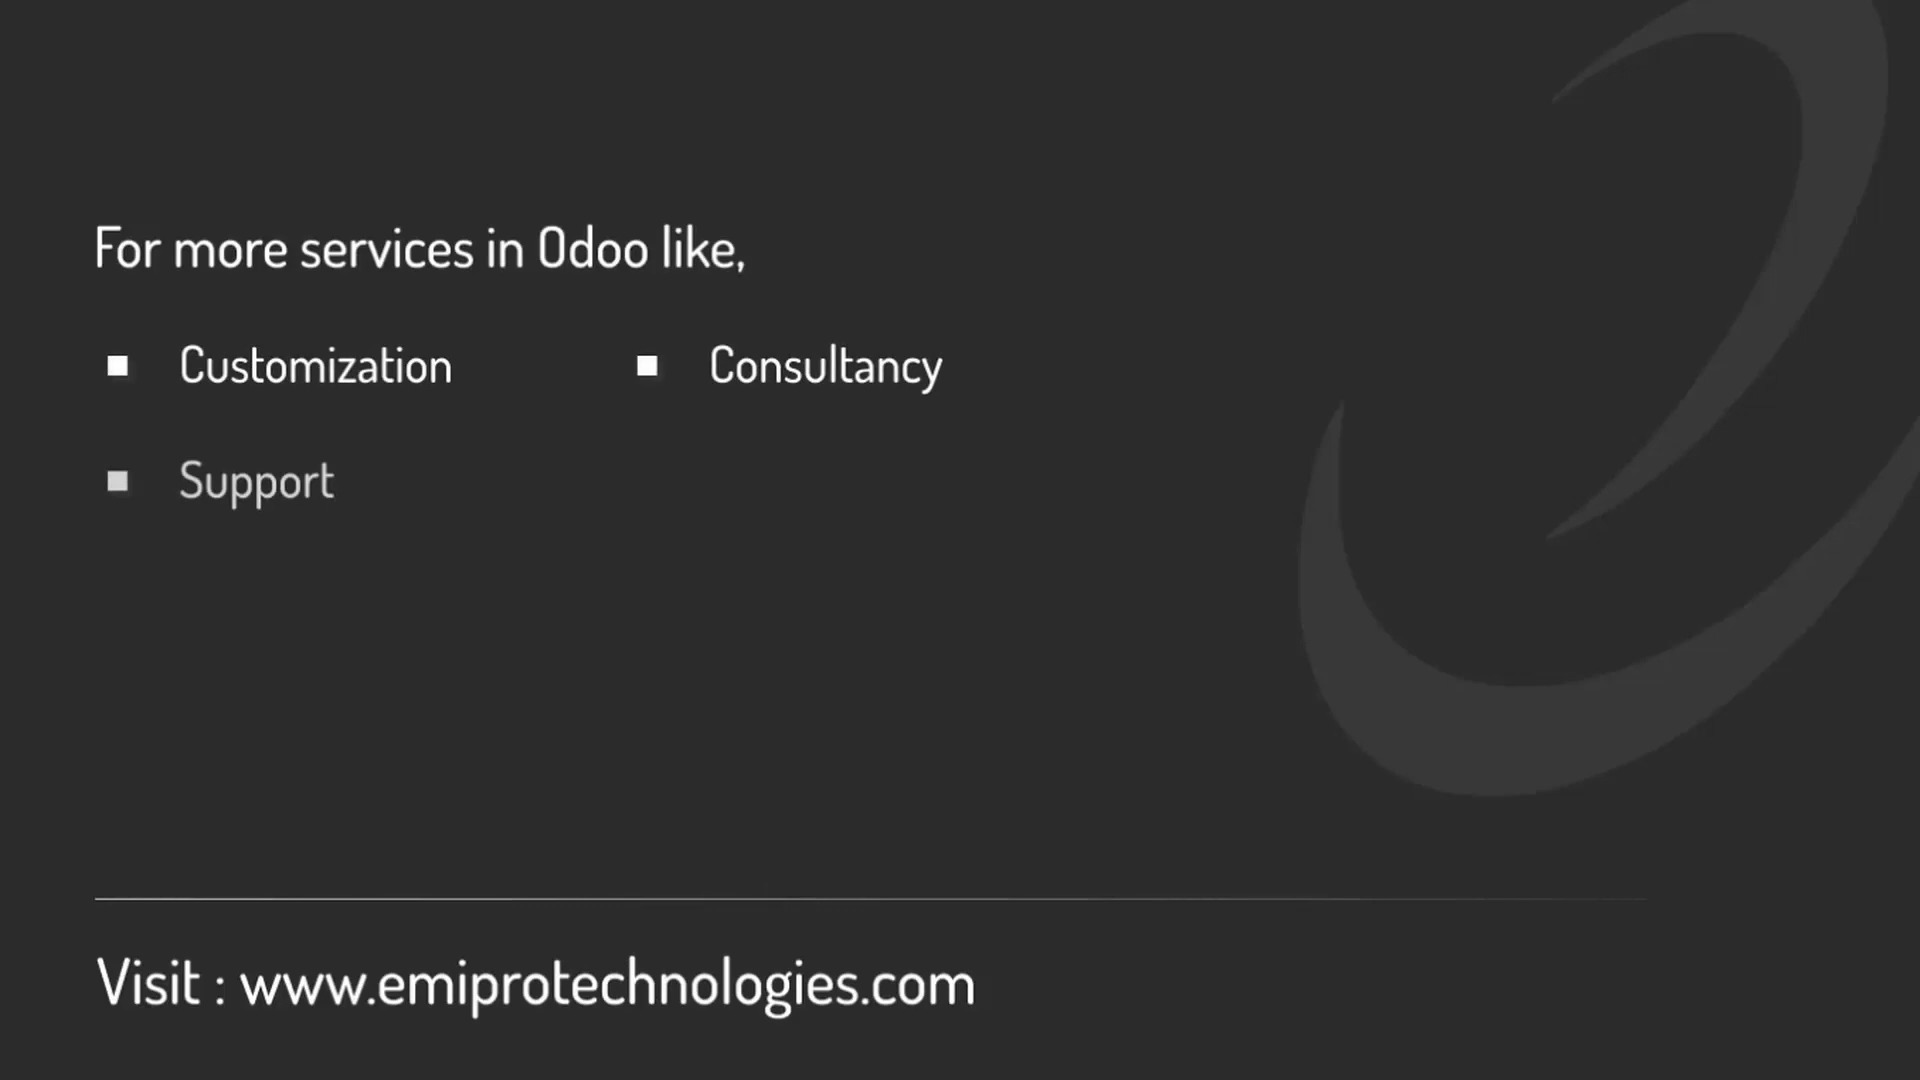 For more services in Odoo like,
▪ Customization ▪ Consultancy
▪ Support
Visit : www.emiprotechnologies.com